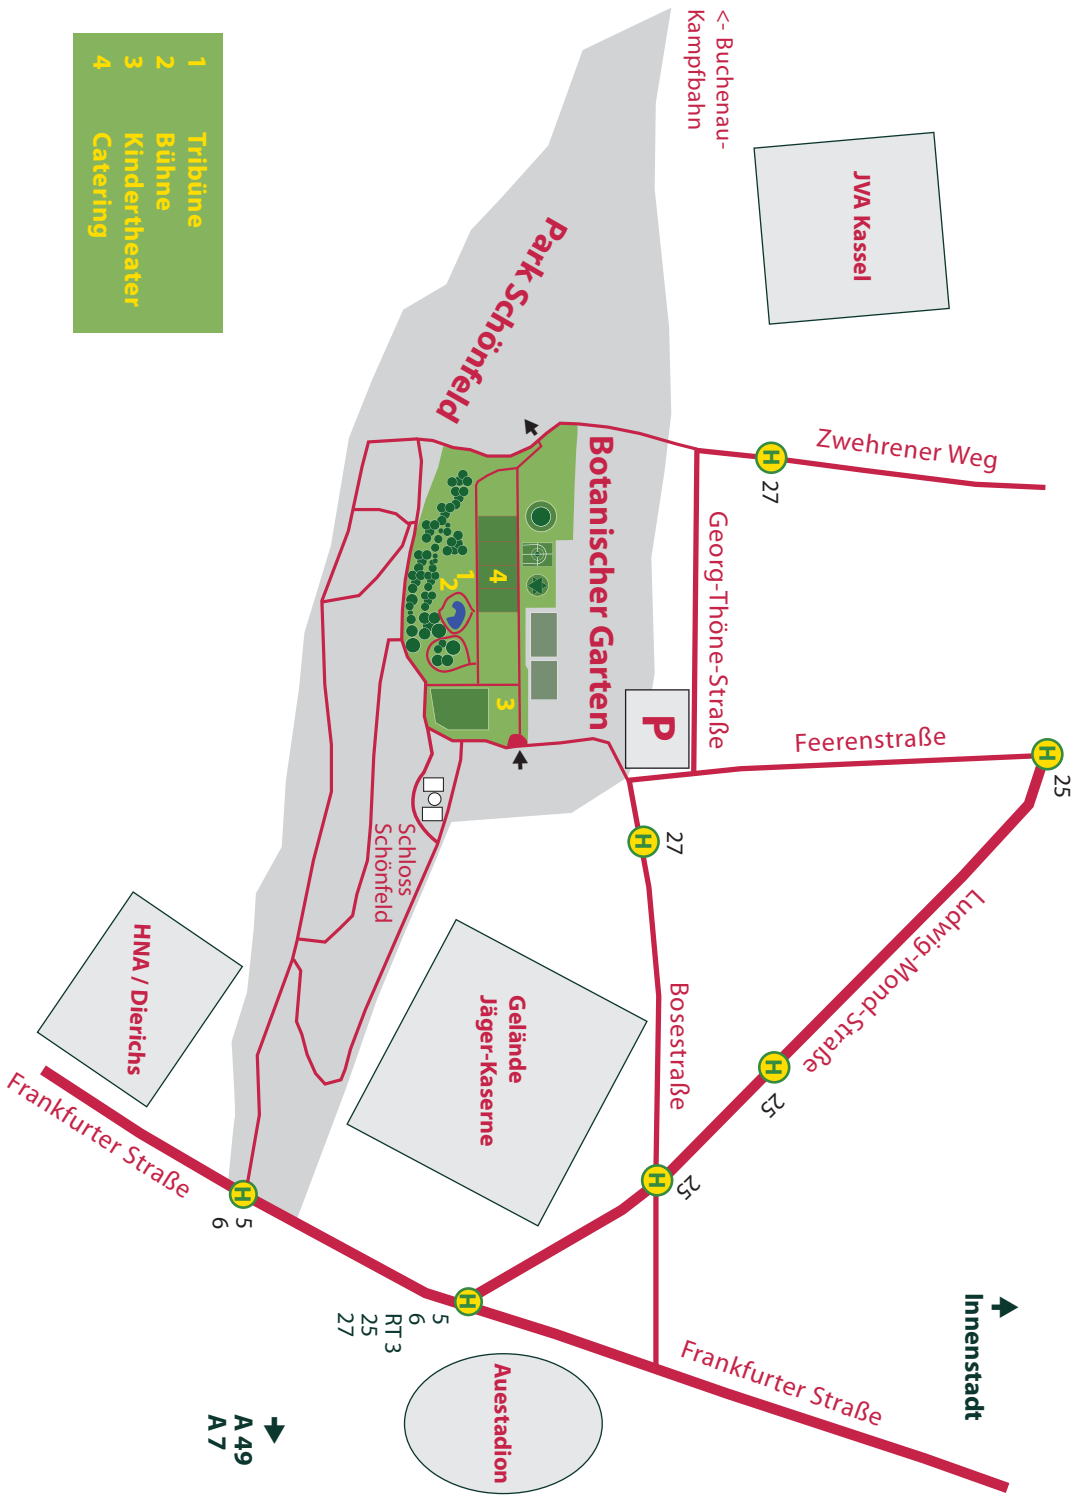 <- Buchenau-
Kampfbahn
JVA Kassel
1 Tribüne
2 Bühne
3 Kindertheater
4 Catering
Park Schönfeld
Botanischer Garten
Zwehrener Weg
H
27
Georg-Thöne-Straße
1
2
4
3
P
Feerenstraße
H
25
H
27
Schloss
Schönfeld
Ludwig-Mond-Straße
H
25
HNA / Dierichs
Gelände
Jäger-Kaserne
Bosestraße
H
25
Frankfurter Straße
H
5
6
H
5
6
RT 3
25
27
Auestadion
Frankfurter Straße
Innenstadt
A 49
A 7